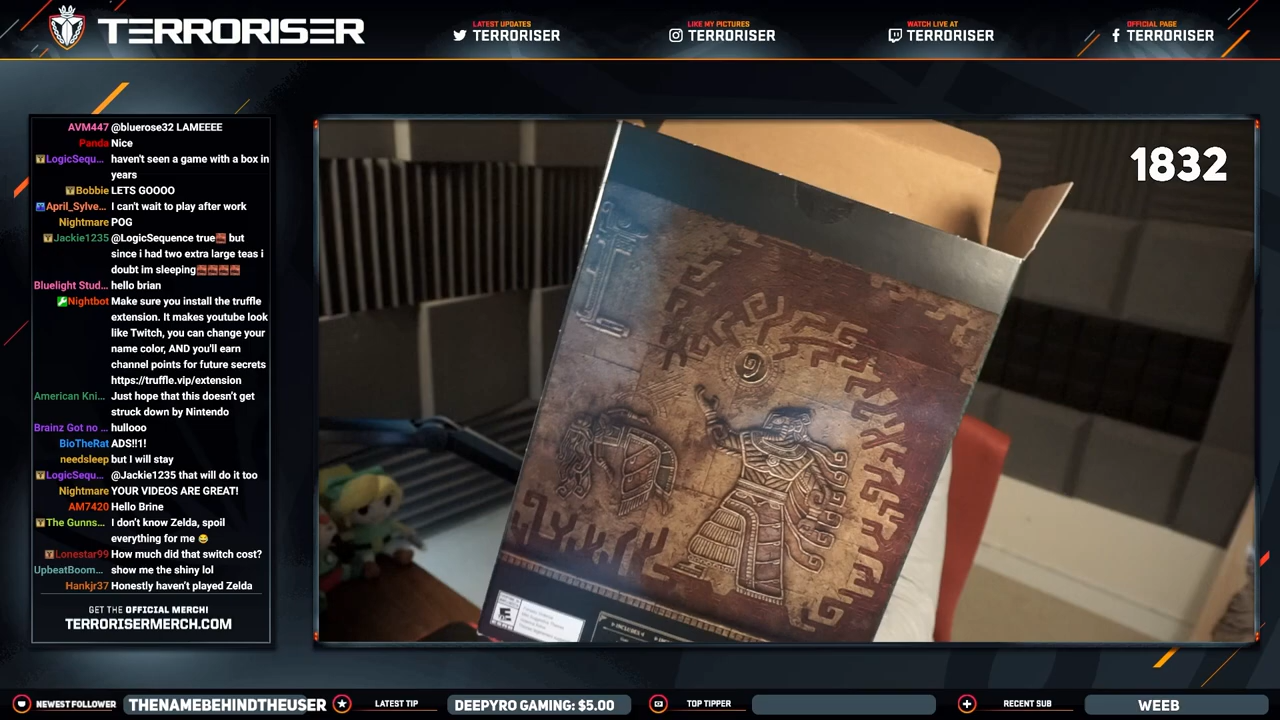 TERRORISER
LATEST UPDATES
TERRORISER
LIKE MY PICTURES
TERRORISER
WATCH LIVE AT
TERRORISER
OFFICIAL PAGE
TERRORISER
AVM447 @bluerose32 LAMEEEE
Panda Nice
LogicSequ... haven't seen a game with a box in
years
Bobbie LETS GOOOO
April_Sylve... I can't wait to play after work
Nightmare POG
Jackie1235 @LogicSequence true but
since i had two extra large teas i
doubt im sleeping
Bluelight Stud... hello brian
Nightbot Make sure you install the truffle
extension. It makes youtube look
like Twitch, you can change your
name color, AND you'll earn
channel points for future secrets
https://truffle.vip/extension
American Kni... Just hope that this doesn't get
struck down by Nintendo
Brainz Got no ... hullooo
BioTheRat ADS!!1!
needsleep but I will stay
LogicSequ... @Jackie1235 that will do it too
Nightmare YOUR VIDEOS ARE GREAT!
AM7420 Hello Brine
The Gunns... I don't know Zelda, spoil
everything for me 😂
Lonestar99 How much did that switch cost?
UpbeatBoom... show me the shiny lol
Hankjr37 Honestly haven't played Zelda
GET THE OFFICIAL MERCH!
TERRORISERMERCH.COM
1832
E
NEWEST FOLLOWER
THENAMEBEHINDTHEUSER
LATEST TIP
DEEPYRO GAMING: $5.00
TOP TIPPER
RECENT SUB
WEEB